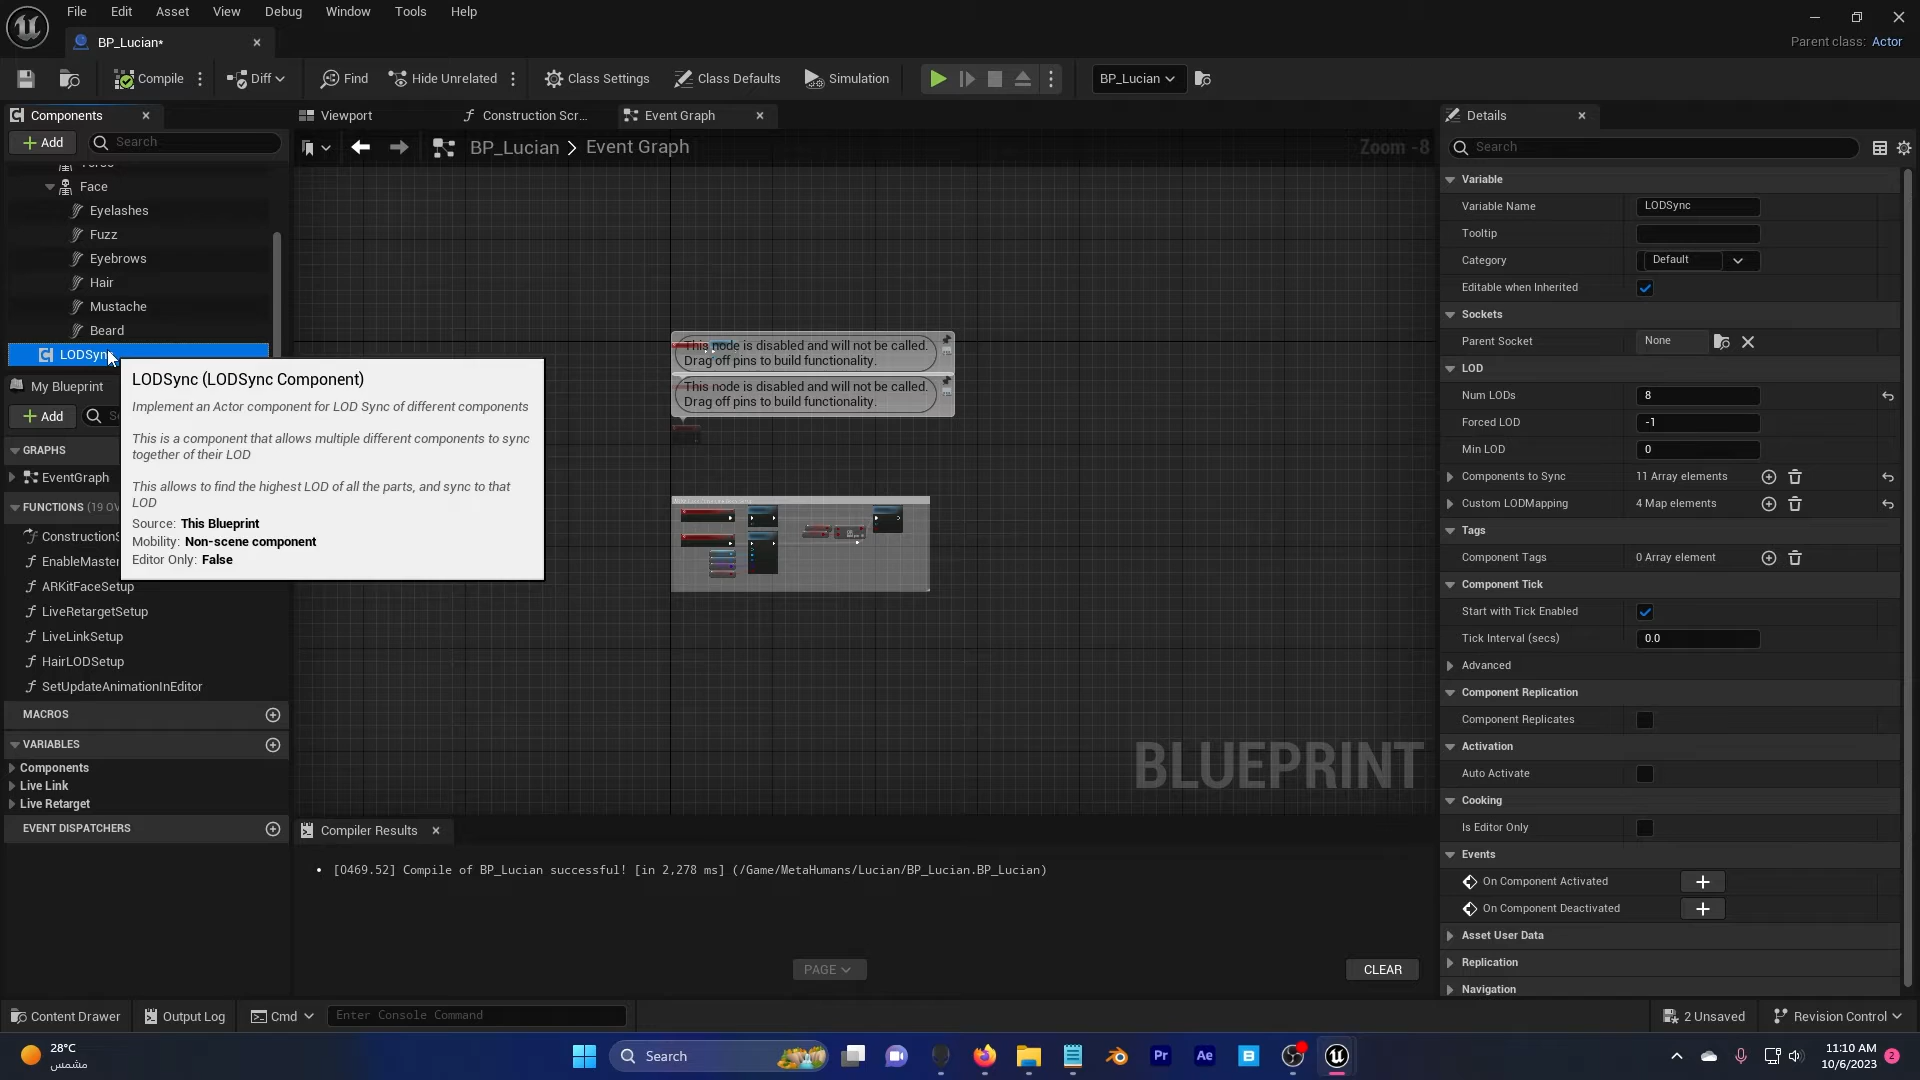 File Edit Asset View Debug Window Tools Help
BP_Lucian*
Parent class: Actor
Compile Diff Find Hide Unrelated Class Settings Class Defaults Simulation BP_Lucian
Components
Add Search
Face
Eyelashes
Fuzz
Eyebrows
Hair
Mustache
Beard
LODSyn
My Blueprint
Add
GRAPHS
EventGraph
FUNCTIONS (19 OV
Construction
EnableMaster
ARKitFaceSetup
LiveRetargetSetup
LiveLinkSetup
HairLODSetup
SetUpdateAnimationInEditor
MACROS
VARIABLES
Components
Live Link
Live Retarget
EVENT DISPATCHERS
LODSync (LODSync Component)
Implement an Actor component for LOD Sync of different components
This is a component that allows multiple different components to sync
together of their LOD
This allows to find the highest LOD of all the parts, and sync to that
LOD
Source: This Blueprint
Mobility: Non-scene component
Editor Only: False
Viewport Construction Scr... Event Graph
BP_Lucian > Event Graph
Zoom -8
This node is disabled and will not be called.
Drag off pins to build functionality.
This node is disabled and will not be called.
Drag off pins to build functionality.
BLUEPRINT
Compiler Results
[0469.52] Compile of BP_Lucian successful! [in 2,278 ms] (/Game/MetaHumans/Lucian/BP_Lucian.BP_Lucian)
PAGE
CLEAR
Details
Search
Variable
Variable Name LODSync
Tooltip
Category Default
Editable when Inherited
Sockets
Parent Socket None
LOD
Num LODs 8
Forced LOD -1
Min LOD 0
Components to Sync 11 Array elements
Custom LODMapping 4 Map elements
Tags
Component Tags 0 Array element
Component Tick
Start with Tick Enabled
Tick Interval (secs) 0.0
Advanced
Component Replication
Component Replicates
Activation
Auto Activate
Cooking
Is Editor Only
Events
On Component Activated
On Component Deactivated
Asset User Data
Replication
Navigation
Content Drawer Output Log Cmd Enter Console Command 2 Unsaved Revision Control
28°C
مشمس
Search
Pr
Ae
B
11:10 AM
10/6/2023
2